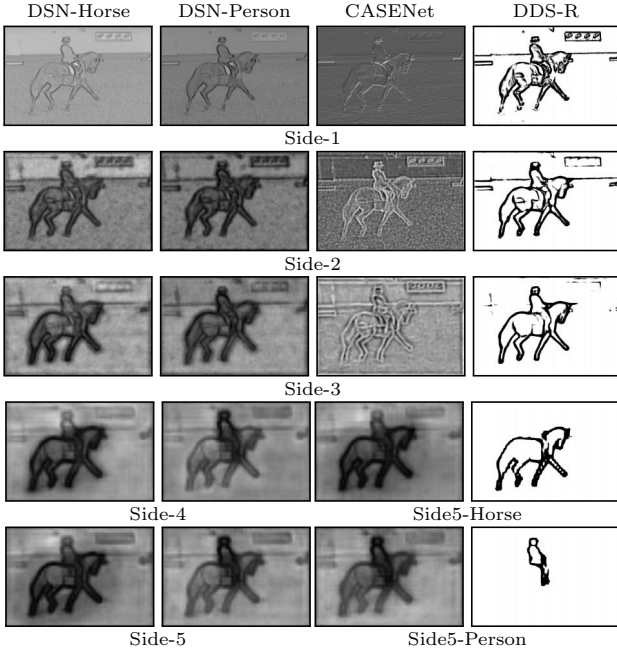 DSN-Horse DSN-Person CASENet DDS-R
Side-1
Side-2
Side-3
Side-4 Side5-Horse
Side-5 Side5-Person